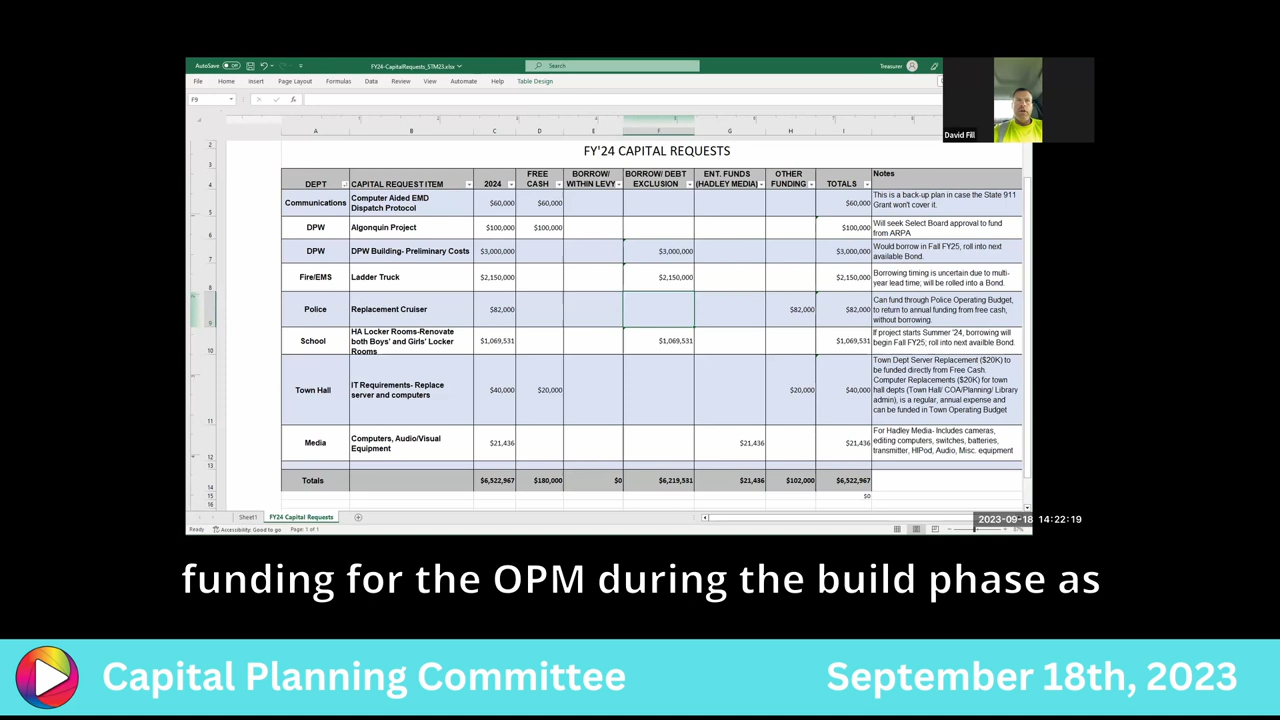 AutoSave Off FY24-CapitalRequests_STM23.xlsx Search Treasurer
File Home Insert Page Layout Formulas Data Review View Automate Help Table Design
F9 fx
David Fill
A B C D E F G H I
FY'24 CAPITAL REQUESTS
DEPT CAPITAL REQUEST ITEM 2024 FREE CASH BORROW/ WITHIN LEVY BORROW/ DEBT EXCLUSION ENT. FUNDS (HADLEY MEDIA) OTHER FUNDING TOTALS Notes
Communications Computer Aided EMD Dispatch Protocol $60,000 $60,000 $60,000 This is a back-up plan in case the State 911 Grant won't cover it.
DPW Algonquin Project $100,000 $100,000 $100,000 Will seek Select Board approval to fund from ARPA
DPW DPW Building- Preliminary Costs $3,000,000 $3,000,000 $3,000,000 Would borrow in Fall FY25, roll into next available Bond.
Fire/EMS Ladder Truck $2,150,000 $2,150,000 $2,150,000 Borrowing timing is uncertain due to multi-year lead time; will be rolled into a Bond.
Police Replacement Cruiser $82,000 $82,000 $82,000 Can fund through Police Operating Budget, to return to annual funding from free cash, without borrowing.
School HA Locker Rooms-Renovate both Boys' and Girls' Locker Rooms $1,069,531 $1,069,531 $1,069,531 If project starts Summer '24, borrowing will begin Fall FY25, roll into next availble Bond.
Town Hall IT Requirements- Replace server and computers $40,000 $20,000 $20,000 $40,000 Town Dept Server Replacement ($20K) to be funded directly from Free Cash. Computer Replacements ($20K) for town hall depts (Town Hall/ COA/Planning/ Library admin), is a regular, annual expense and can be funded in Town Operating Budget
Media Computers, Audio/Visual Equipment $21,436 $21,436 $21,436 For Hadley Media- Includes cameras, editing computers, switches, batteries, transmitter, HIPod, Audio, Misc. equipment
Totals $6,522,967 $180,000 $0 $6,219,531 $21,436 $102,000 $6,522,967
$0
Sheet1 FY24 Capital Requests
Ready Accessibility: Good to go Page: 1 of 1
2023-09-18 14:22:19
funding for the OPM during the build phase as
Capital Planning Committee September 18th, 2023